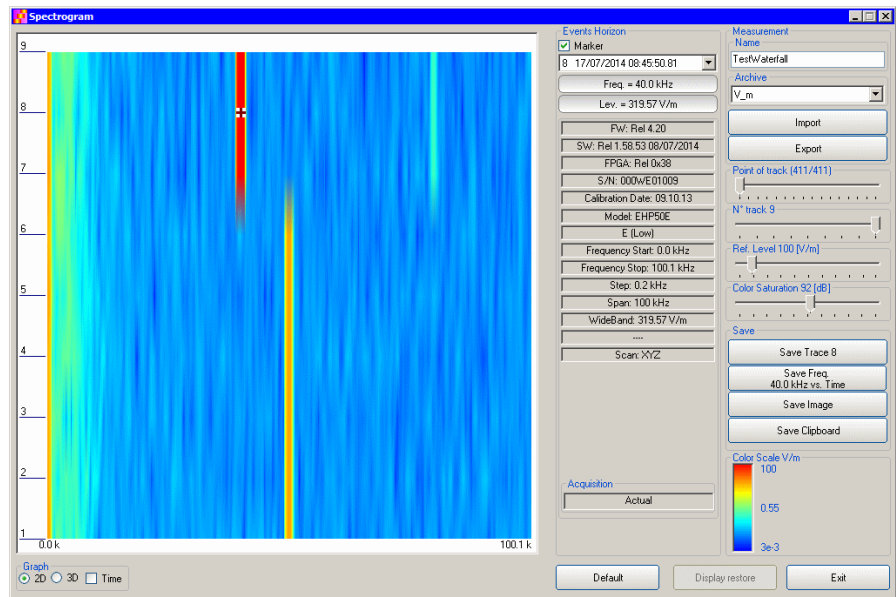 Spectrogram
9
8
7
6
5
4
3
2
1
0.0 k
100.1 k
Graph
2D
3D
Time
Events Horizon
Marker
8 17/07/2014 08:45:50.81
Freq. = 40.0 kHz
Lev. = 319.57 V/m
FW: Rel 4.20
SW: Rel 1.58.53 08/07/2014
FPGA: Rel 0x38
S/N: 000WE01009
Calibration Date: 09.10.13
Model: EHP50E
E (Low)
Frequency Start: 0.0 kHz
Frequency Stop: 100.1 kHz
Step: 0.2 kHz
Span: 100 kHz
WideBand: 319.57 V/m
----
Scan: XYZ
Acquisition
Actual
Measurement
Name
TestWaterfall
Archive
V_m
Import
Export
Point of track (411/411)
N° track 9
Ref. Level 100 [V/m]
Color Saturation 92 [dB]
Save
Save Trace 8
Save Freq.
40.0 kHz vs. Time
Save Image
Save Clipboard
Color Scale V/m
100
0.55
3e-3
Default
Display restore
Exit